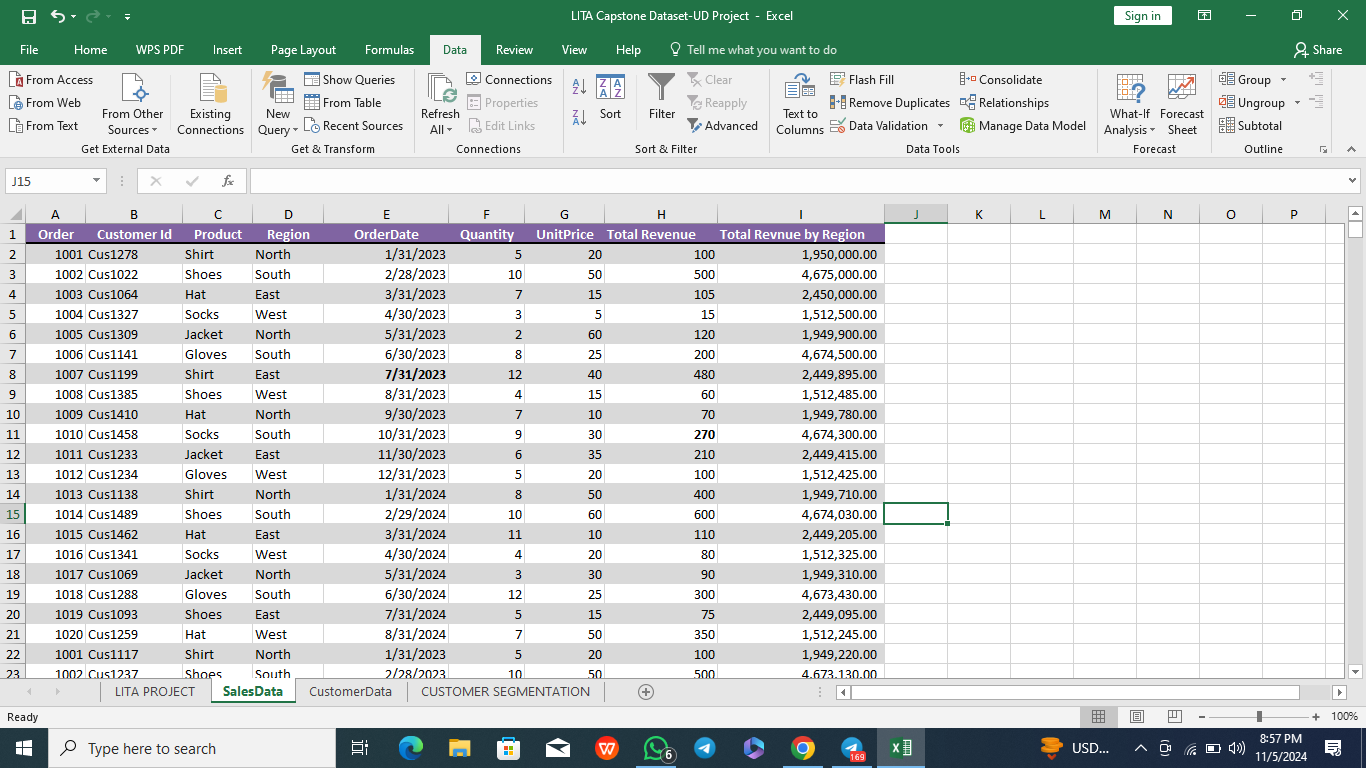 LITA Capstone Dataset-UD Project - Excel
Sign in
File Home WPS PDF Insert Page Layout Formulas Data Review View Help Tell me what you want to do Share
From Access
From Web
From Text
From Other Sources
Existing Connections
Get External Data
New Query
Show Queries
From Table
Recent Sources
Get & Transform
Refresh All
Connections
Properties
Edit Links
Connections
A Z
Z A
Z A A Z
Sort
Filter
Clear
Reapply
Advanced
Sort & Filter
Text to Columns
Flash Fill
Remove Duplicates
Data Validation
Consolidate
Relationships
Manage Data Model
Data Tools
What-If Analysis
Forecast Sheet
Forecast
Group
Ungroup
Subtotal
Outline
J15 fx
A B C D E F G H I J K L M N O P
1 Order Customer Id Product Region OrderDate Quantity UnitPrice Total Revenue Total Revnue by Region
2 1001 Cus1278 Shirt North 1/31/2023 5 20 100 1,950,000.00
3 1002 Cus1022 Shoes South 2/28/2023 10 50 500 4,675,000.00
4 1003 Cus1064 Hat East 3/31/2023 7 15 105 2,450,000.00
5 1004 Cus1327 Socks West 4/30/2023 3 5 15 1,512,500.00
6 1005 Cus1309 Jacket North 5/31/2023 2 60 120 1,949,900.00
7 1006 Cus1141 Gloves South 6/30/2023 8 25 200 4,674,500.00
8 1007 Cus1199 Shirt East 7/31/2023 12 40 480 2,449,895.00
9 1008 Cus1385 Shoes West 8/31/2023 4 15 60 1,512,485.00
10 1009 Cus1410 Hat North 9/30/2023 7 10 70 1,949,780.00
11 1010 Cus1458 Socks South 10/31/2023 9 30 270 4,674,300.00
12 1011 Cus1233 Jacket East 11/30/2023 6 35 210 2,449,415.00
13 1012 Cus1234 Gloves West 12/31/2023 5 20 100 1,512,425.00
14 1013 Cus1138 Shirt North 1/31/2024 8 50 400 1,949,710.00
15 1014 Cus1489 Shoes South 2/29/2024 10 60 600 4,674,030.00
16 1015 Cus1462 Hat East 3/31/2024 11 10 110 2,449,205.00
17 1016 Cus1341 Socks West 4/30/2024 4 20 80 1,512,325.00
18 1017 Cus1069 Jacket North 5/31/2024 3 30 90 1,949,310.00
19 1018 Cus1288 Gloves South 6/30/2024 12 25 300 4,673,430.00
20 1019 Cus1093 Shoes East 7/31/2024 5 15 75 2,449,095.00
21 1020 Cus1259 Hat West 8/31/2024 7 50 350 1,512,245.00
22 1001 Cus1117 Shirt North 1/31/2023 5 20 100 1,949,220.00
23 1002 Cus1237 Shoes South 2/28/2023 10 50 500 4,673,130.00
LITA PROJECT SalesData CustomerData CUSTOMER SEGMENTATION
Ready 100%
Type here to search 6 169 USD... 8:57 PM
11/5/2024